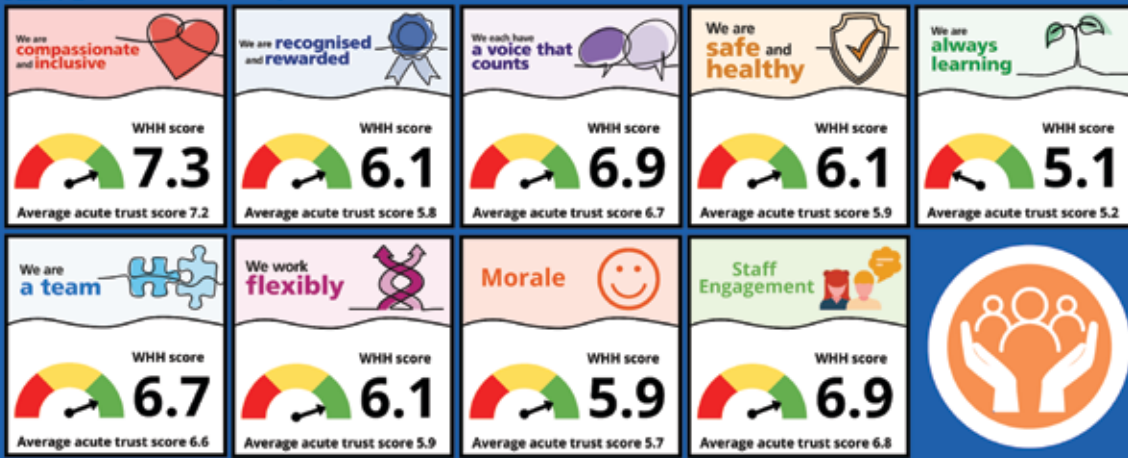 We are
compassionate
and inclusive
WHH score
7.3
Average acute trust score 7.2
We are recognised
and rewarded
WHH score
6.1
Average acute trust score 5.8
We each have
a voice that
counts
WHH score
6.9
Average acute trust score 6.7
We are
safe and
healthy
WHH score
6.1
Average acute trust score 5.9
We are
always
learning
WHH score
5.1
Average acute trust score 5.2
We are
a team
WHH score
6.7
Average acute trust score 6.6
We work
flexibly
WHH score
6.1
Average acute trust score 5.9
Morale
WHH score
5.9
Average acute trust score 5.7
Staff
Engagement
WHH score
6.9
Average acute trust score 6.8